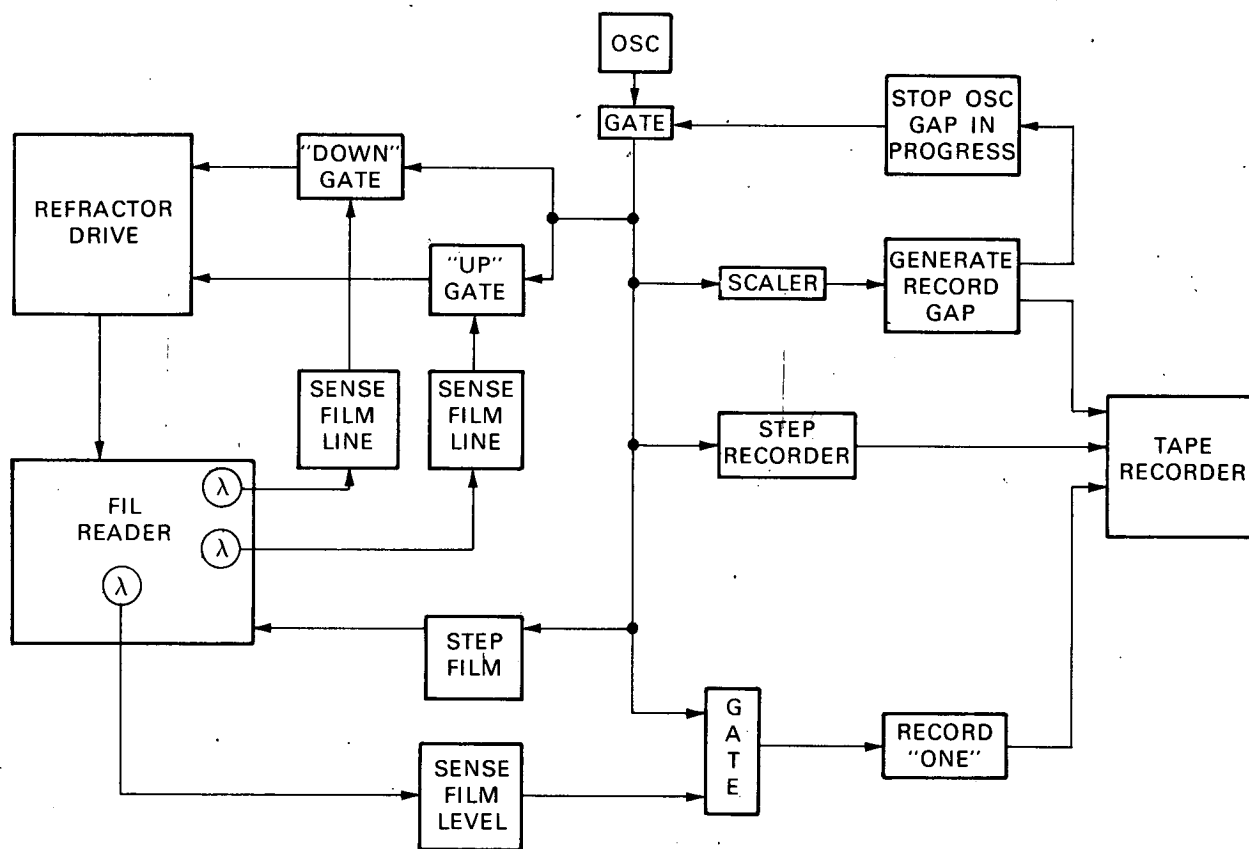 OSC
GATE
STOP OSC
GAP IN
PROGRESS
"DOWN"
GATE
REFRACTOR
DRIVE
"UP"
GATE
SCALER
GENERATE
RECORD
GAP
SENSE
FILM
LINE
SENSE
FILM
LINE
STEP
RECORDER
TAPE
RECORDER
FIL
READER
λ
λ
λ
STEP
FILM
G
A
T
E
RECORD
"ONE"
SENSE
FILM
LEVEL